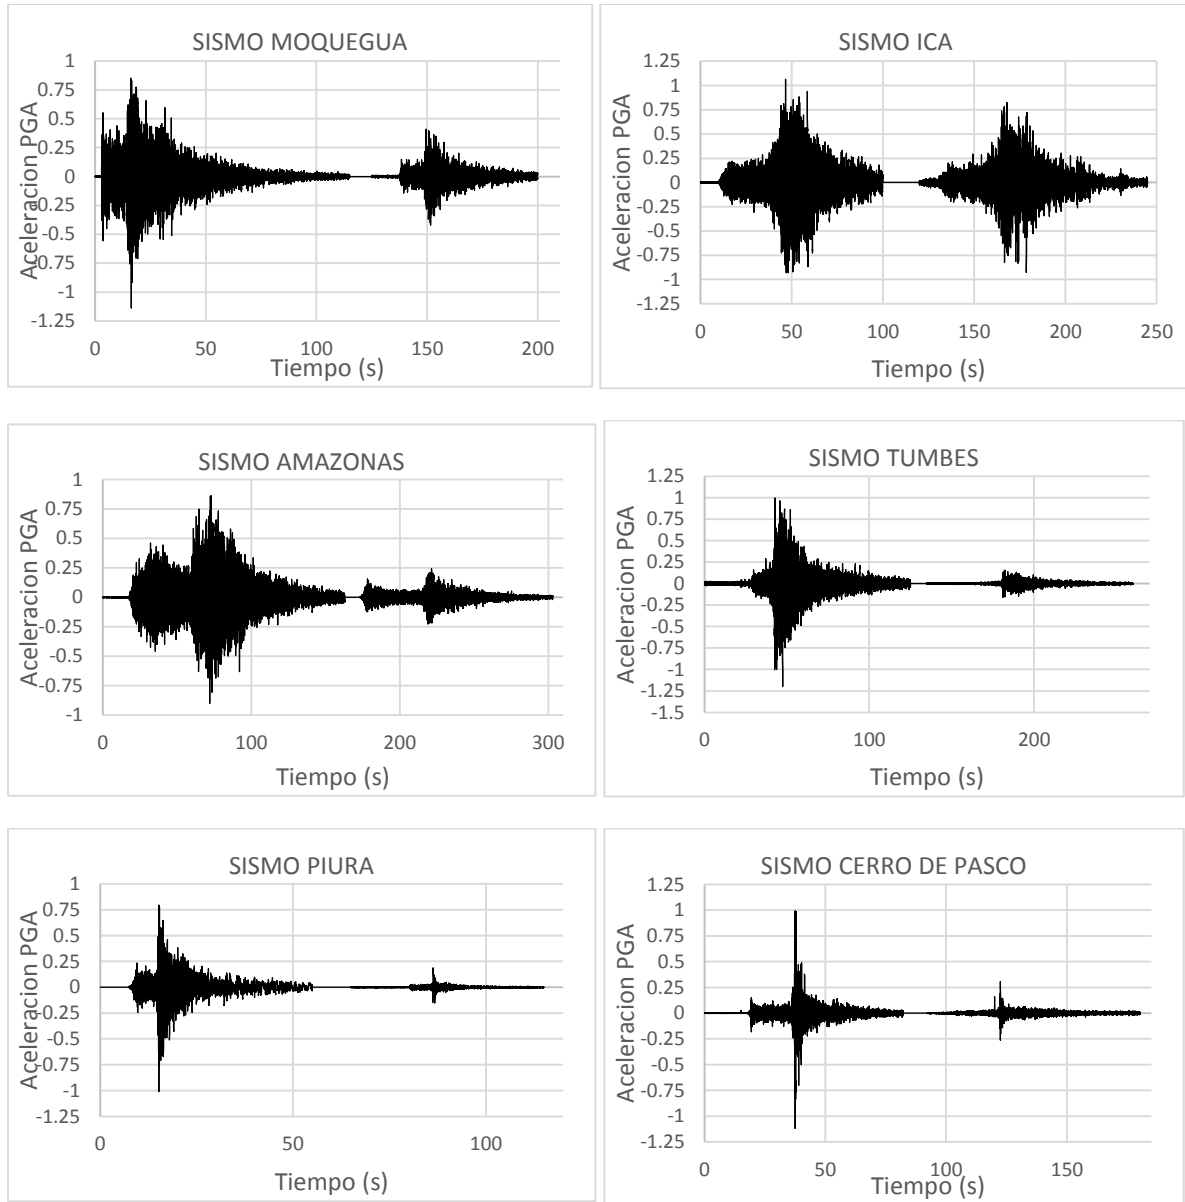 SISMO MOQUEGUA
Aceleracion PGA
1
0.75
0.5
0.25
0
-0.25
-0.5
-0.75
-1
-1.25
0 50 100 150 200
Tiempo (s)
SISMO ICA
Aceleracion PGA
1.25
1
0.75
0.5
0.25
0
-0.25
-0.5
-0.75
-1
-1.25
0 50 100 150 200 250
Tiempo (s)
SISMO AMAZONAS
Aceleracion PGA
1
0.75
0.5
0.25
0
-0.25
-0.5
-0.75
-1
0 100 200 300
Tiempo (s)
SISMO TUMBES
Aceleracion PGA
1.25
1
0.75
0.5
0.25
0
-0.25
-0.5
-0.75
-1
-1.25
-1.5
0 100 200
Tiempo (s)
SISMO PIURA
Aceleracion PGA
1
0.75
0.5
0.25
0
-0.25
-0.5
-0.75
-1
-1.25
0 50 100
Tiempo (s)
SISMO CERRO DE PASCO
Aceleracion PGA
1.25
1
0.75
0.5
0.25
0
-0.25
-0.5
-0.75
-1
-1.25
0 50 100 150
Tiempo (s)